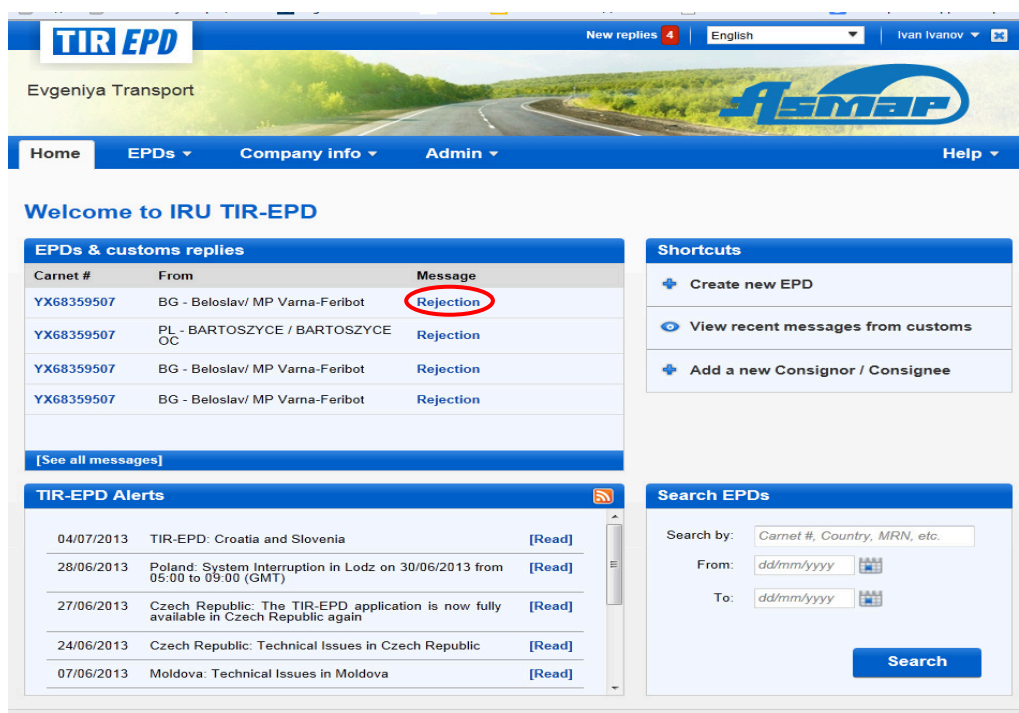 TIR EPD
New replies 4
English
Ivan Ivanov
Evgeniya Transport
Asmap
Home
EPDs
Company info
Admin
Help
Welcome to IRU TIR-EPD
EPDs & customs replies
Carnet # From Message
YX68359507 BG - Beloslav/ MP Varna-Feribot Rejection
YX68359507 PL - BARTOSZYCE / BARTOSZYCE
OC
Rejection
YX68359507 BG - Beloslav/ MP Varna-Feribot Rejection
YX68359507 BG - Beloslav/ MP Varna-Feribot Rejection
[See all messages]
Shortcuts
Create new EPD
View recent messages from customs
Add a new Consignor / Consignee
TIR-EPD Alerts
04/07/2013 TIR-EPD: Croatia and Slovenia [Read]
28/06/2013 Poland: System Interruption in Lodz on 30/06/2013 from
05:00 to 09:00 (GMT)
[Read]
27/06/2013 Czech Republic: The TIR-EPD application is now fully
available in Czech Republic again
[Read]
24/06/2013 Czech Republic: Technical Issues in Czech Republic [Read]
07/06/2013 Moldova: Technical Issues in Moldova [Read]
Search EPDs
Search by: Carnet #, Country, MRN, etc.
From: dd/mm/yyyy
To: dd/mm/yyyy
Search